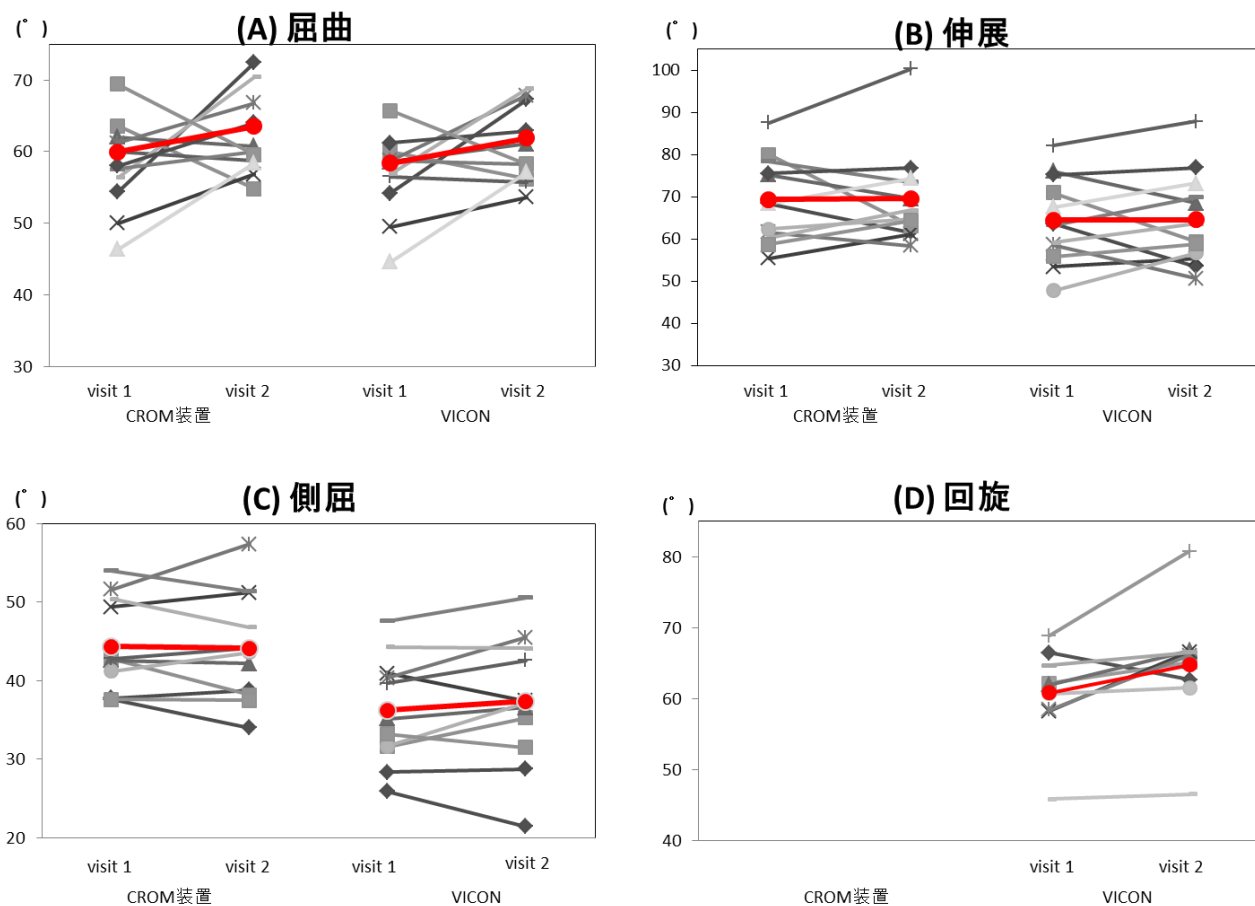 (A) 屈曲
(゜)
70
60
50
40
30
visit 1
visit 2
visit 1
visit 2
CROM装置
VICON
(B) 伸展
(゜)
100
90
80
70
60
50
40
30
visit 1
visit 2
visit 1
visit 2
CROM装置
VICON
(C) 側屈
(゜)
60
50
40
30
20
visit 1
visit 2
visit 1
visit 2
CROM装置
VICON
(D) 回旋
(゜)
80
70
60
50
40
visit 1
visit 2
CROM装置
VICON